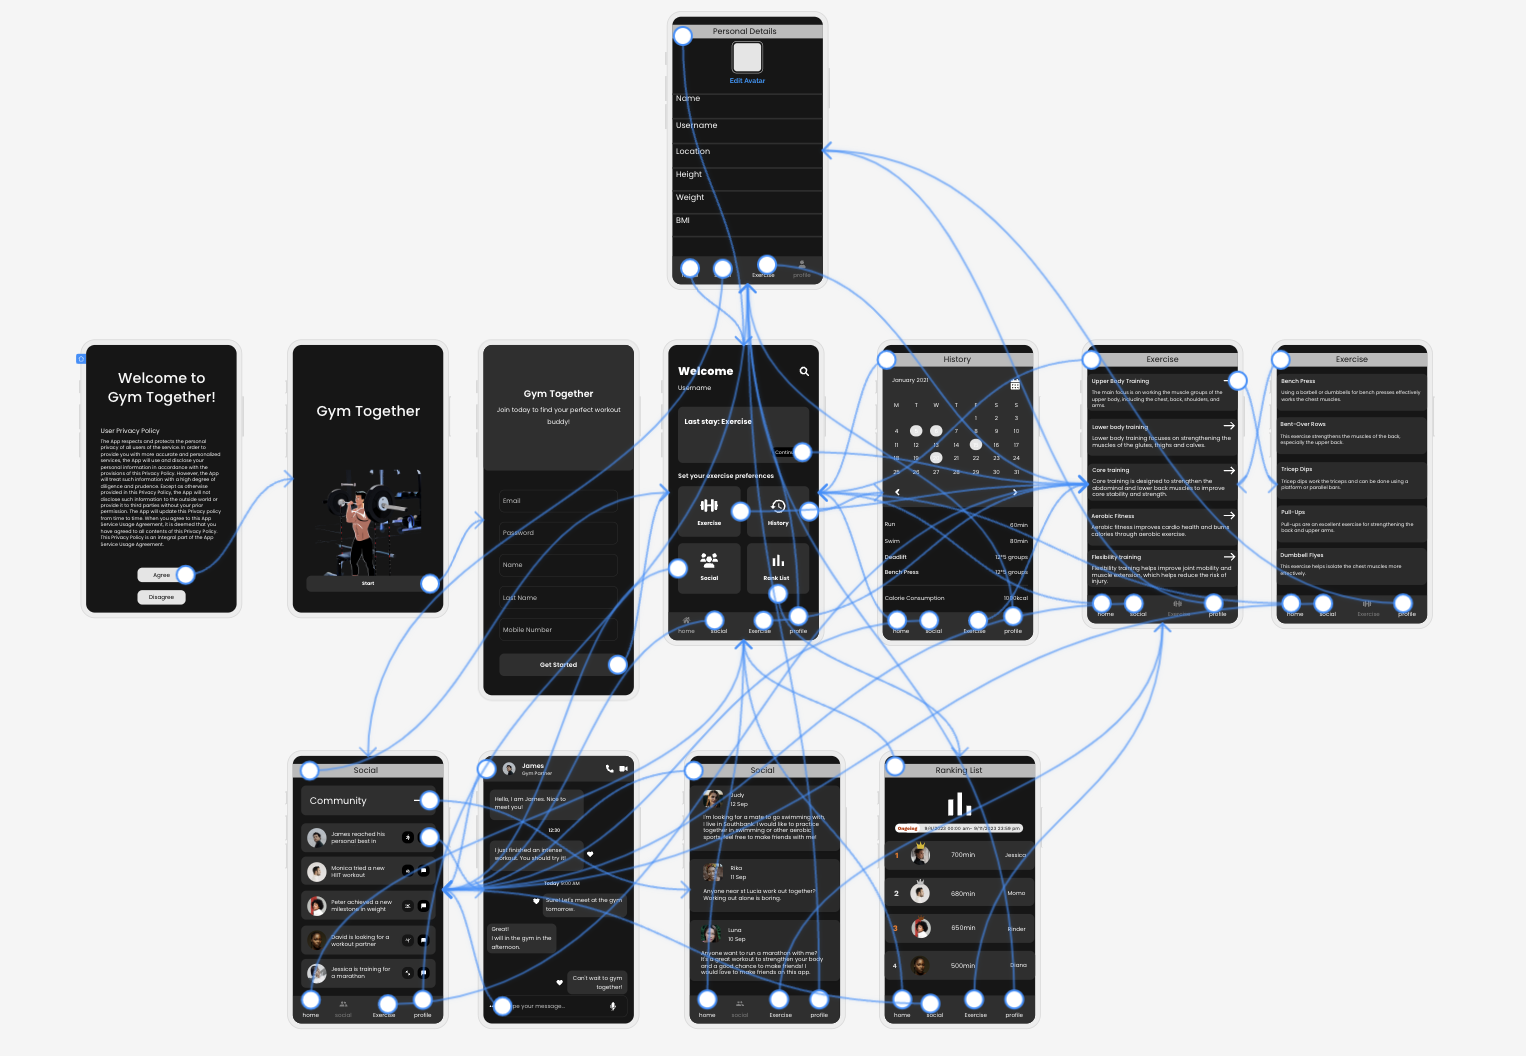 Personal Details
Edit Avatar
Name
Username
Location
Height
Weight
BMI
Exercise
profile
Welcome to
Gym Together!
User Privacy Policy
The App respects and protects the personal
privacy of all users of the service. In order to
provide you with more accurate and personalized
services, the App will use and disclose your
personal information in accordance with the
provisions of this Privacy Policy. However, the App
will treat such information with a high degree of
diligence and prudence. Except as otherwise
provided in this Privacy Policy, the App will not
disclose such information to the outside world or
provide it to third parties without your prior
permission. The App will update this Privacy policy
from time to time. When you agree to this App
Service Usage Agreement, it is deemed that you
have agreed to all contents of this Privacy Policy.
This Privacy Policy is an integral part of the App
Service Usage Agreement.
Agree
Disagree
Gym Together
Start
Gym Together
Join today to find your perfect workout
buddy!
Email
Password
Name
Last Name
Mobile Number
Get Started
Welcome
Username
Last stay: Exercise
Set your exercise preferences
Exercise
History
Social
Rank List
home
social
Exercise
profile
History
January 2021
M T W T F S S
1 2 3
4 7 8 9 10
11 12 13 14 16 17
18 19 21 22 23 24
25 26 27 28 29 30 31
Run 60min
Swim 80min
Deadlift 12*5 groups
Bench Press 12*5 groups
Calorie Consumption 1000kcal
home
social
Exercise
profile
Exercise
Upper Body Training
The main focus is on working the muscle groups of the
upper body, including the chest, back, shoulders, and
arms.
Lower body training
Lower body training focuses on strengthening the
muscles of the glutes, thighs and calves.
Core training
Core training is designed to strengthen the
abdominal and lower back muscles to improve
core stability and strength.
Aerobic Fitness
Aerobic fitness improves cardio health and burns
calories through aerobic exercise.
Flexibility training
Flexibility training helps improve joint mobility and
muscle extension, which helps reduce the risk of
injury.
home
social
Exercise
profile
Exercise
Bench Press
Using a barbell or dumbbells for bench presses effectively
works the chest muscles.
Bent-Over Rows
This exercise strengthens the muscles of the back,
especially the upper back.
Tricep Dips
Tricep dips work the triceps and can be done using a
platform or parallel bars.
Pull-Ups
Pull-ups are an excellent exercise for strengthening the
back and upper arms.
Dumbbell Flyes
This exercise helps isolate the chest muscles more
effectively.
home
social
Exercise
profile
Social
Community
James reached his
personal best in
Monica tried a new
HIIT workout
Peter achieved a new
milestone in weight
David is looking for a
workout partner
Jessica is training for
a marathon
home
social
Exercise
profile
James
Gym Partner
Hello, I am James. Nice to
meet you!
12:30
I just finished an intense
workout. You should try it!
Today 9:00 AM
Sure! Let's meet at the gym
tomorrow.
Great!
I will in the gym in the
afternoon.
Can't wait to gym
together!
your message...
Social
Judy
12 Sep
I'm looking for a mate to go swimming with,
I live in Southbank. I would like to practice
together in swimming or other aerobic
sports, feel free to make friends with me!
Rika
11 Sep
Anyone near st Lucia work out together?
Working out alone is boring.
Luna
10 Sep
Anyone want to run a marathon with me?
It's a great workout to strengthen your body
and a good chance to make friends! I
would love to make friends on this app.
home
social
Exercise
profile
Ranking List
Ongoing
1 700min Jessica
2 680min Momo
3 650min Rinder
4 500min Diana
home
social
Exercise
profile